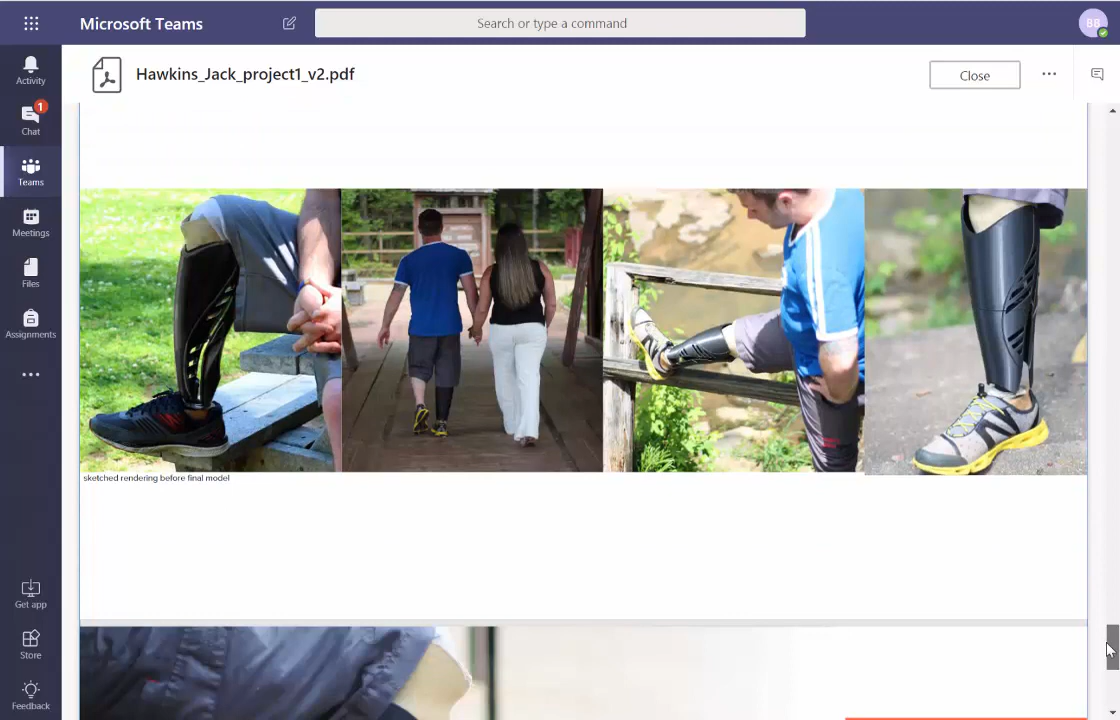 Microsoft Teams
Search or type a command
BB
Activity
Hawkins_Jack_project1_v2.pdf
Close
1
Chat
Teams
Meetings
Files
Assignments
sketched rendering before final model
Get app
Store
Feedback